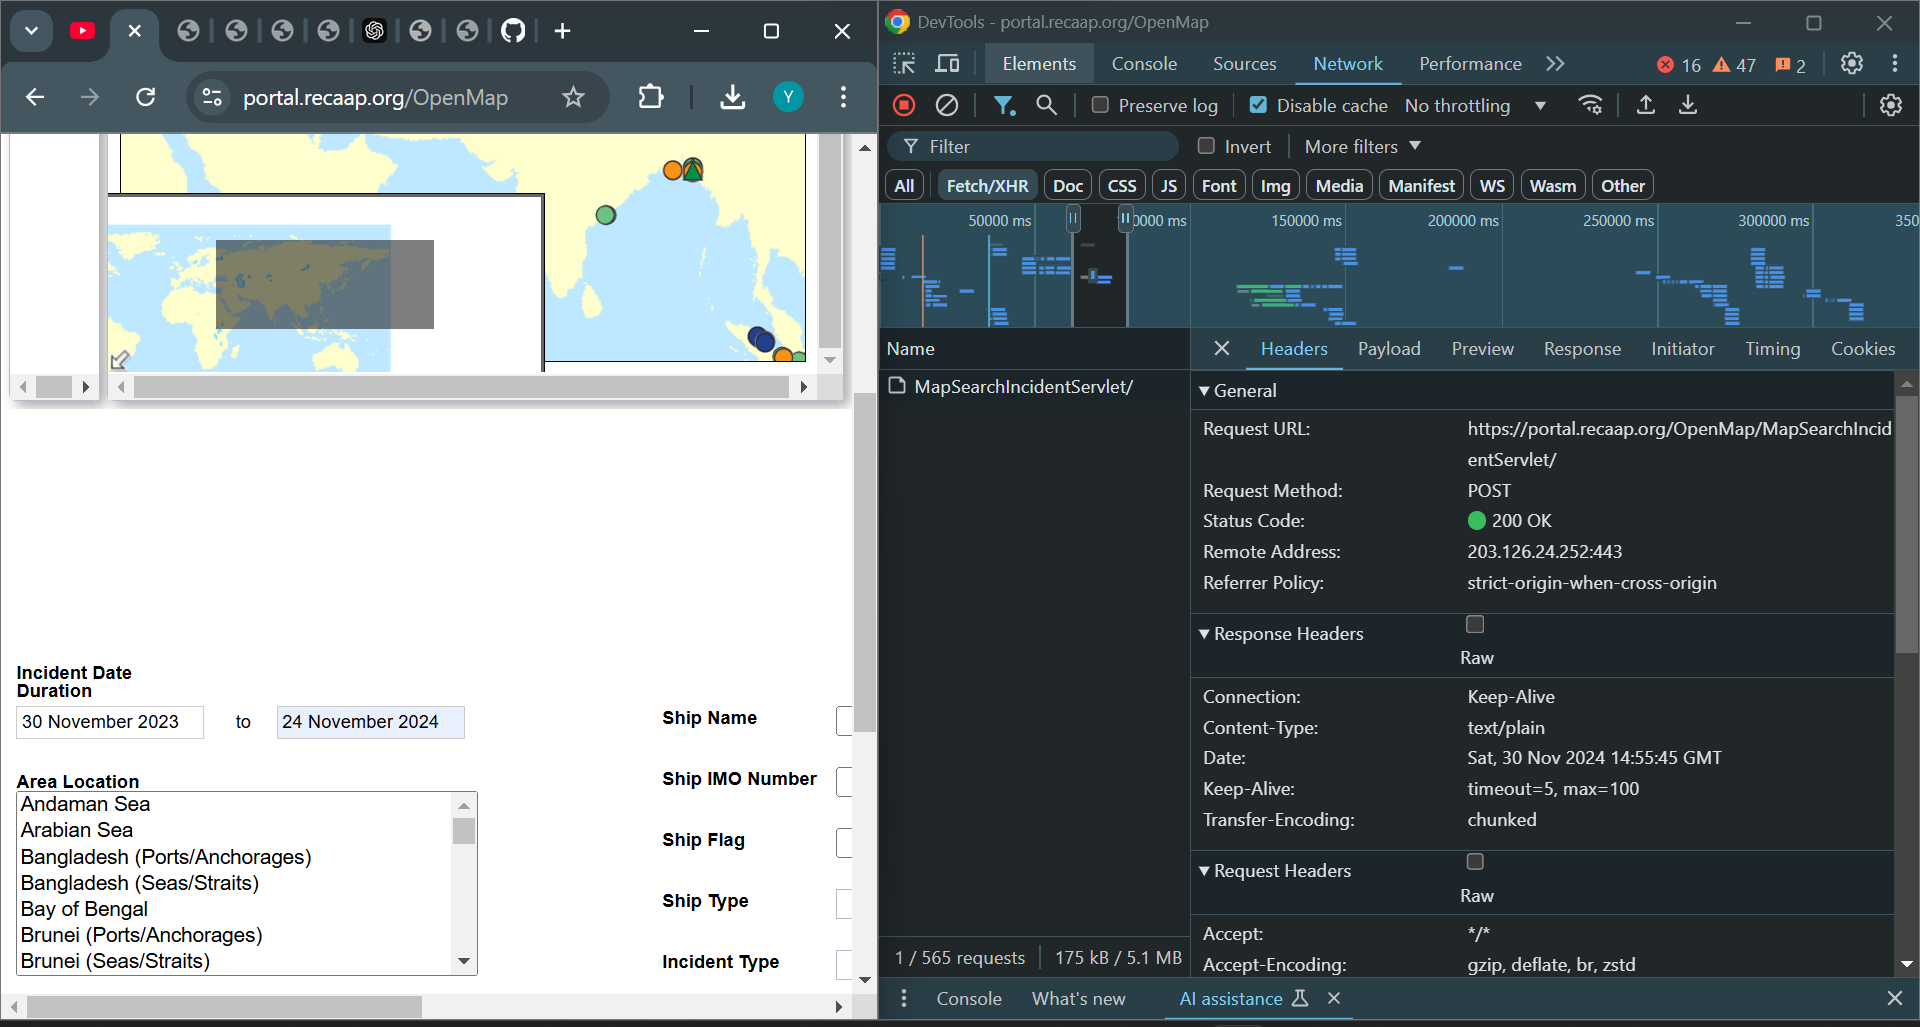 portal.recaap.org/OpenMap
Y
Incident Date
Duration
30 November 2023
to
24 November 2024
Area Location
Andaman Sea
Arabian Sea
Bangladesh (Ports/Anchorages)
Bangladesh (Seas/Straits)
Bay of Bengal
Brunei (Ports/Anchorages)
Brunei (Seas/Straits)
Ship Name
Ship IMO Number
Ship Flag
Ship Type
Incident Type
DevTools - portal.recaap.org/OpenMap
Elements
Console
Sources
Network
Performance
16
47
2
Preserve log
Disable cache
No throttling
Filter
Invert
More filters
All
Fetch/XHR
Doc
CSS
JS
Font
Img
Media
Manifest
WS
Wasm
Other
50000 ms
0000 ms
150000 ms
200000 ms
250000 ms
300000 ms
350
Name
MapSearchIncidentServlet/
1 / 565 requests
175 kB / 5.1 MB
Headers
Payload
Preview
Response
Initiator
Timing
Cookies
General
Request URL:
https://portal.recaap.org/OpenMap/MapSearchIncid
entServlet/
Request Method:
POST
Status Code:
200 OK
Remote Address:
203.126.24.252:443
Referrer Policy:
strict-origin-when-cross-origin
Response Headers
Raw
Connection:
Keep-Alive
Content-Type:
text/plain
Date:
Sat, 30 Nov 2024 14:55:45 GMT
Keep-Alive:
timeout=5, max=100
Transfer-Encoding:
chunked
Request Headers
Raw
Accept:
*/*
Accept-Encoding:
gzip, deflate, br, zstd
Console
What's new
AI assistance